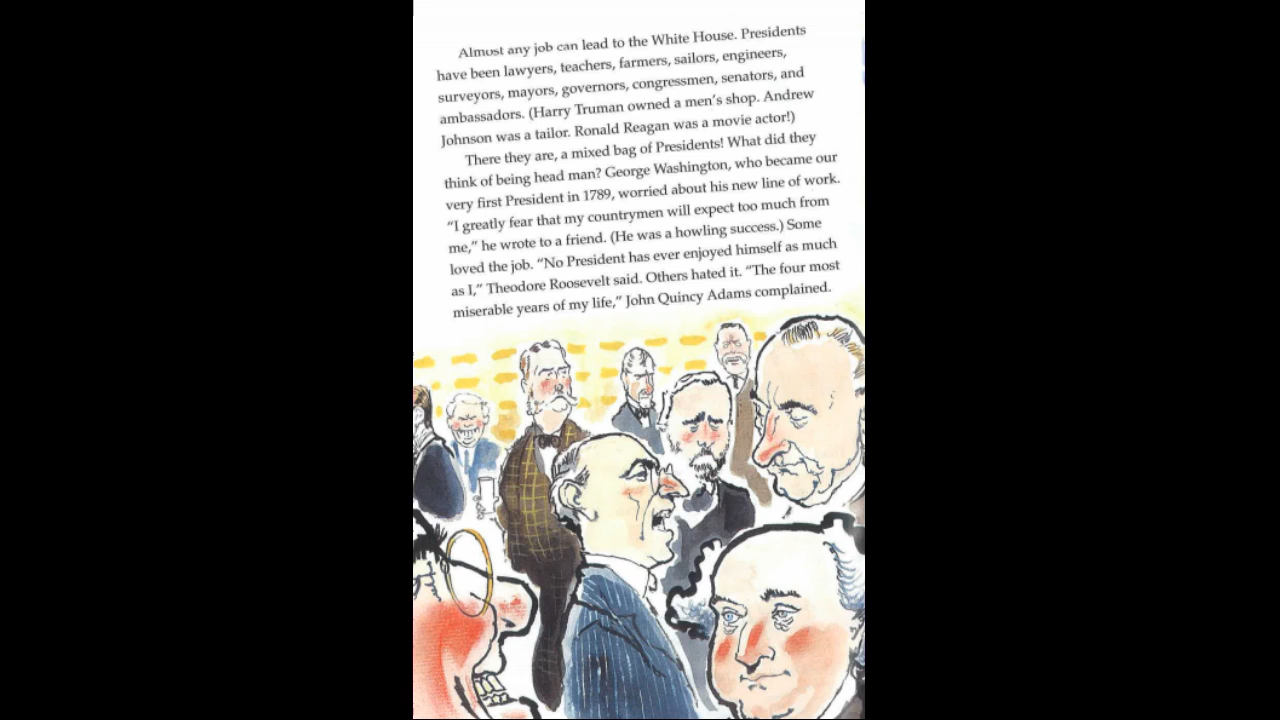 Almost any job can lead to the White House. Presidents
have been lawyers, teachers, farmers, sailors, engineers,
surveyors, mayors, governors, congressmen, senators, and
ambassadors. (Harry Truman owned a men's shop. Andrew
Johnson was a tailor. Ronald Reagan was a movie actor!)
There they are, a mixed bag of Presidents! What did they
think of being head man? George Washington, who became our
very first President in 1789, worried about his new line of work.
“I greatly fear that my countrymen will expect too much from
me,” he wrote to a friend. (He was a howling success.) Some
loved the job. “No President has ever enjoyed himself as much
as I,” Theodore Roosevelt said. Others hated it. “The four most
miserable years of my life,” John Quincy Adams complained.